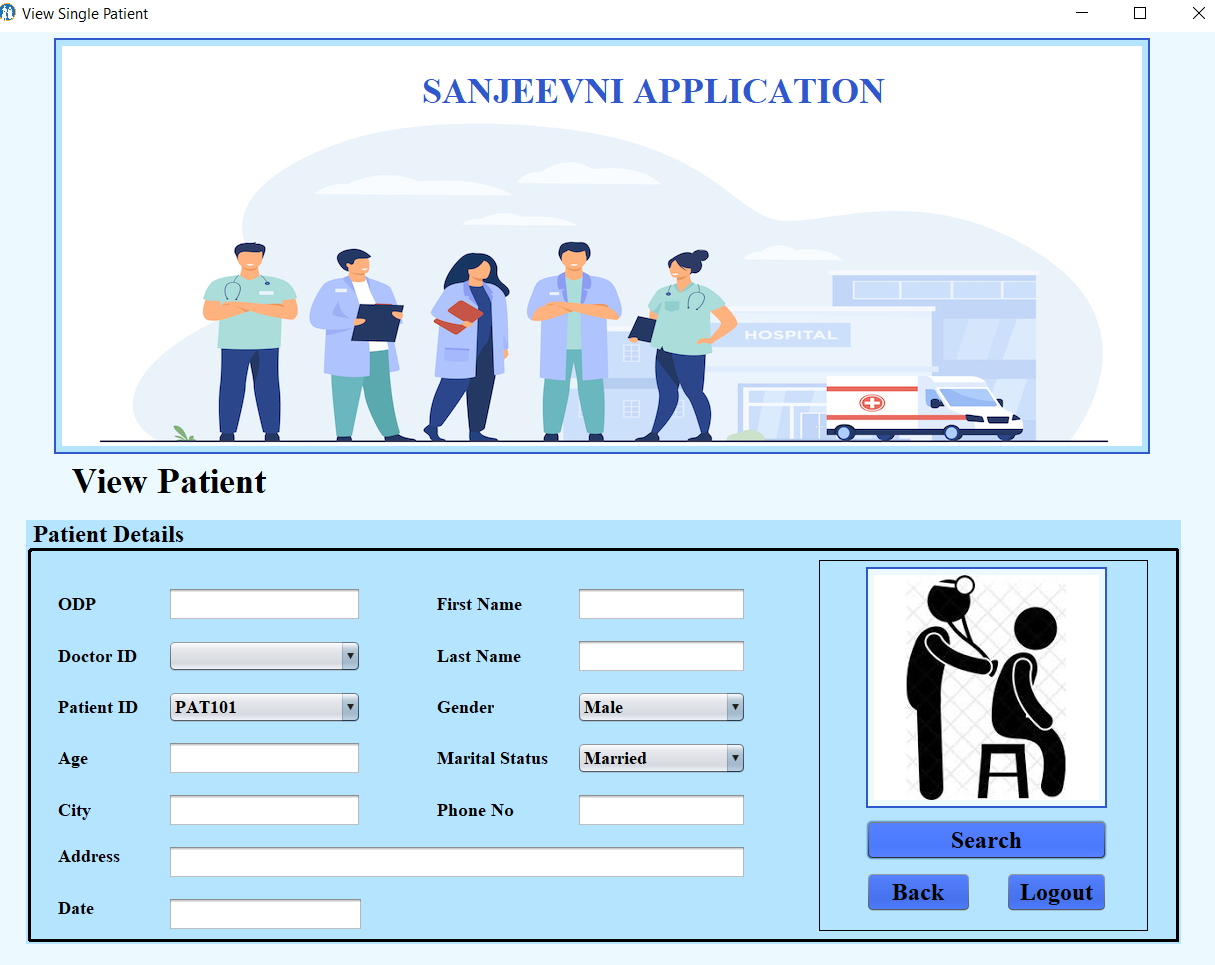 View Single Patient
SANJEEVNI APPLICATION
HOSPITAL
View Patient
Patient Details
ODP
First Name
Doctor ID
Last Name
Patient ID PAT101
Gender Male
Age
Marital Status Married
City
Phone No
Address
Date
Search
Back Logout